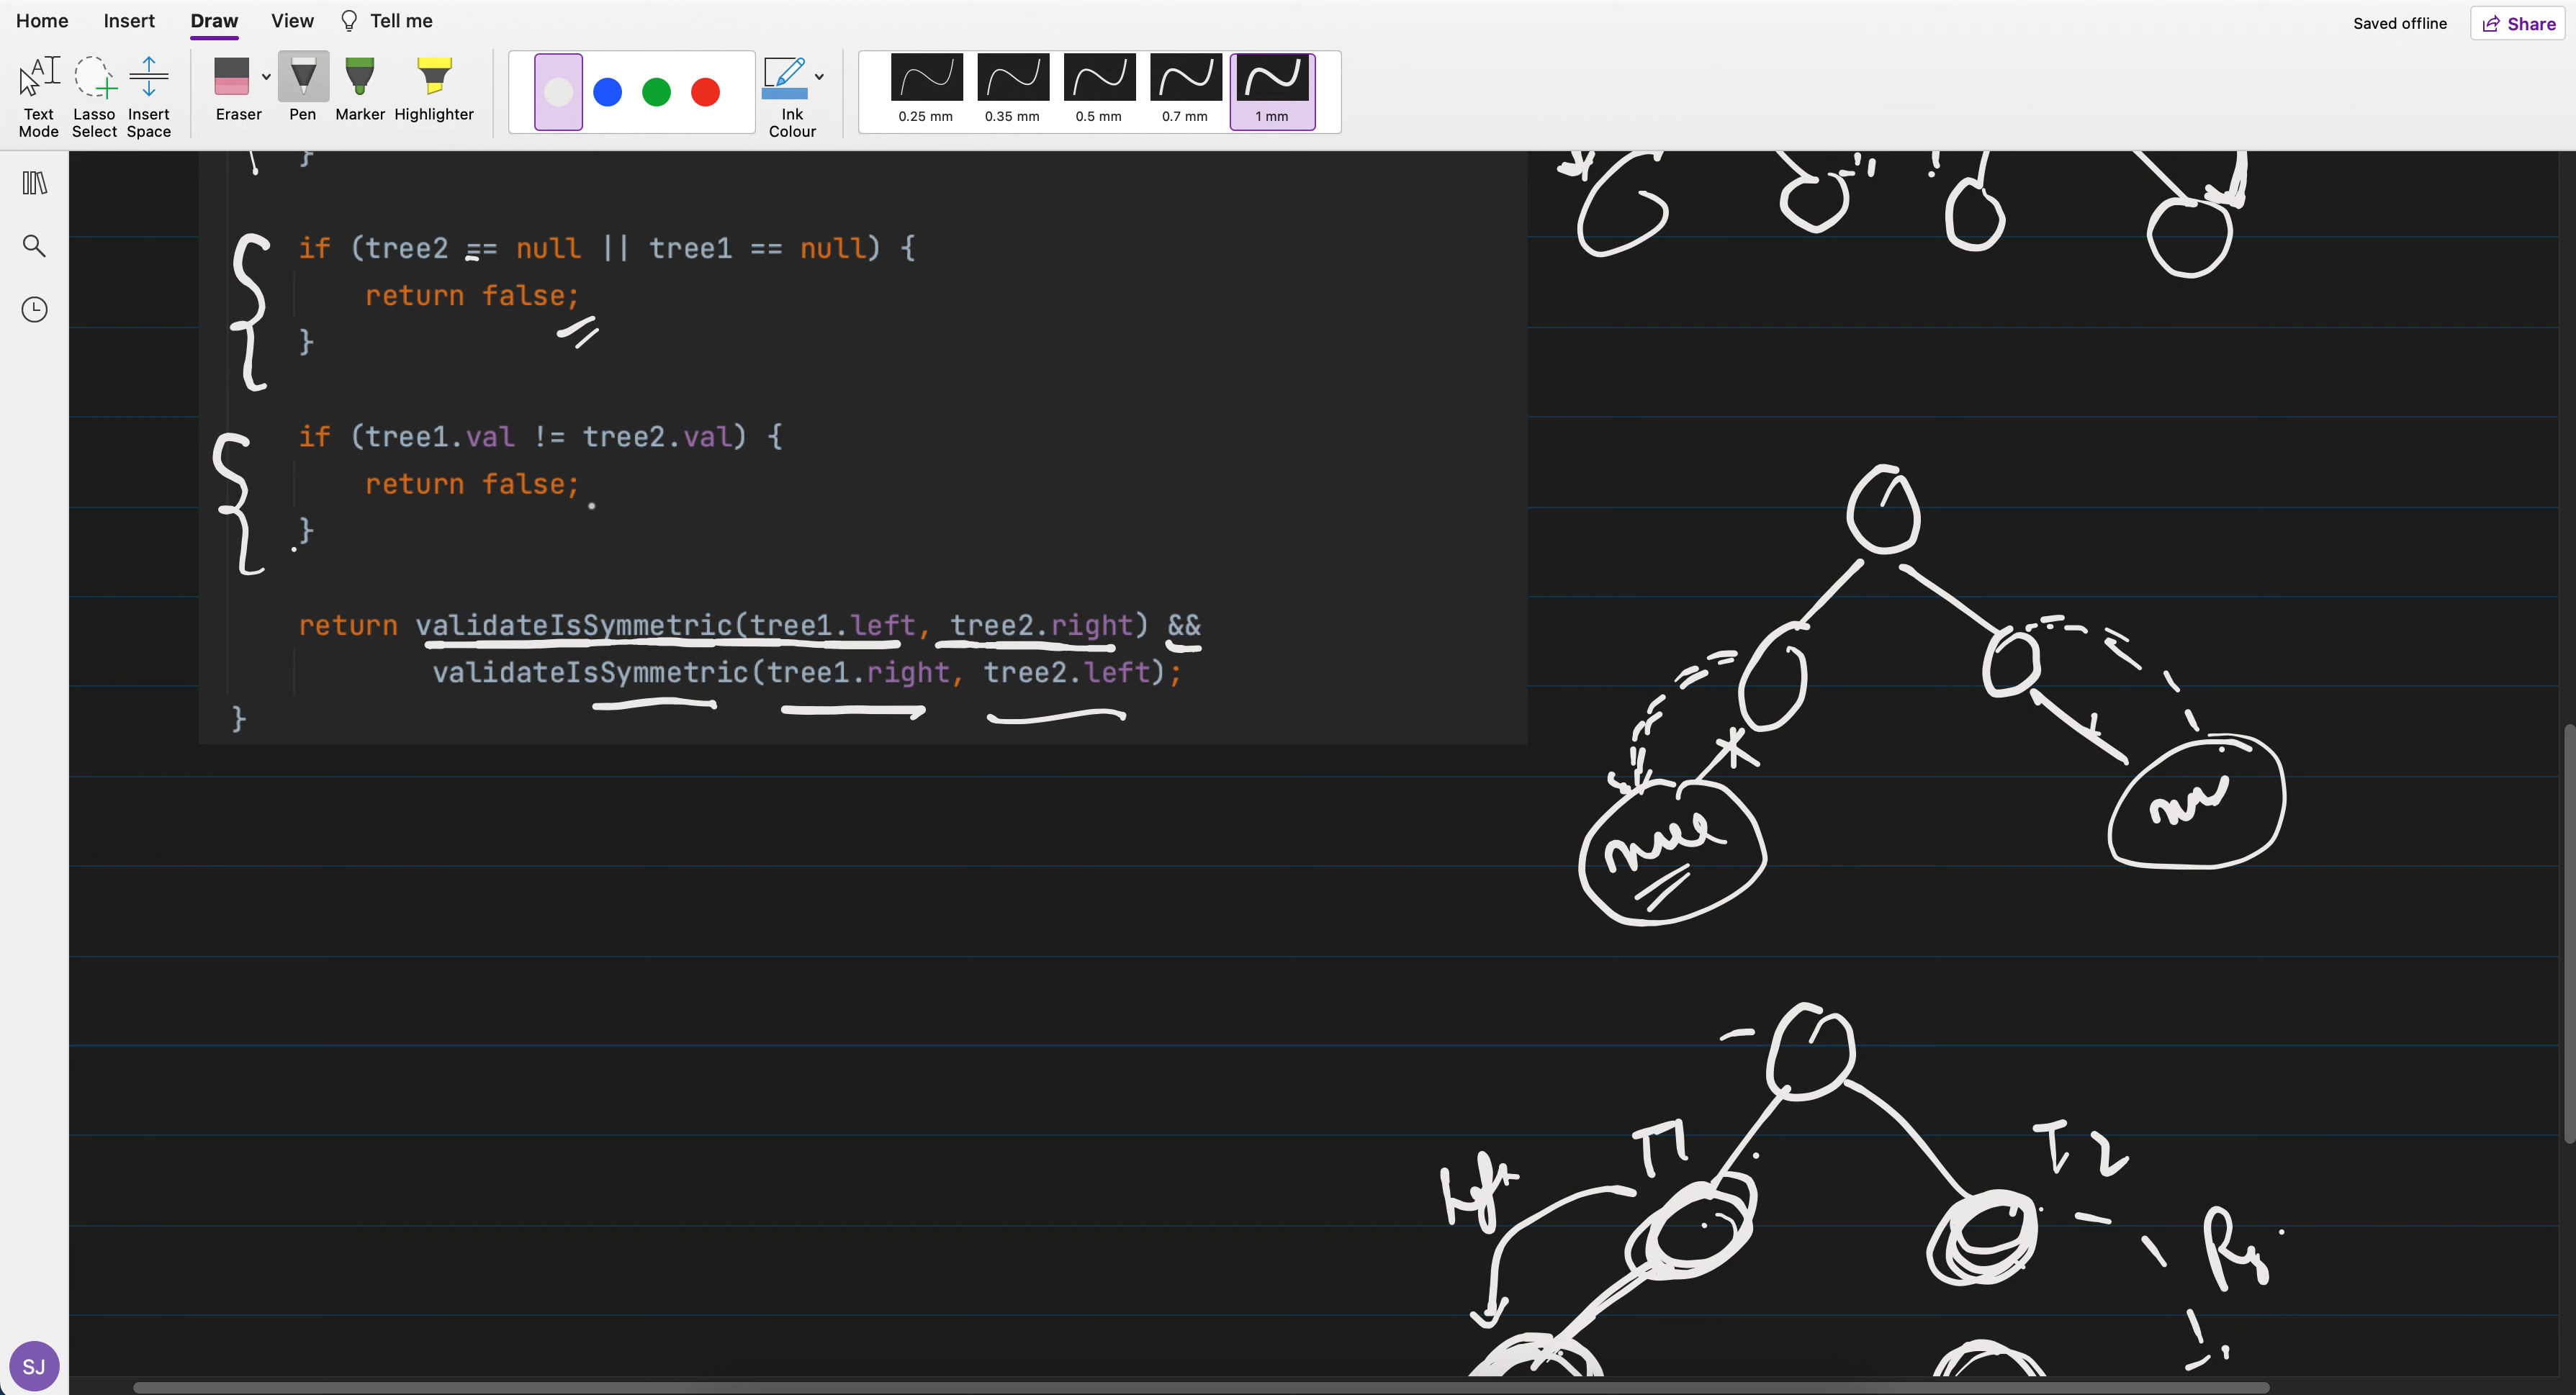 Home Insert Draw View Tell me
Saved offline Share
Text Mode
Lasso Select
Insert Space
Eraser Pen Marker Highlighter
Ink Colour
0.25 mm 0.35 mm 0.5 mm 0.7 mm 1 mm
}
if (tree2 == null || tree1 == null) {
return false;
}
if (tree1.val != tree2.val) {
return false;
}
return validateIsSymmetric(tree1.left, tree2.right) &&
validateIsSymmetric(tree1.right, tree2.left);
}
null
T1
T2
Left
SJ